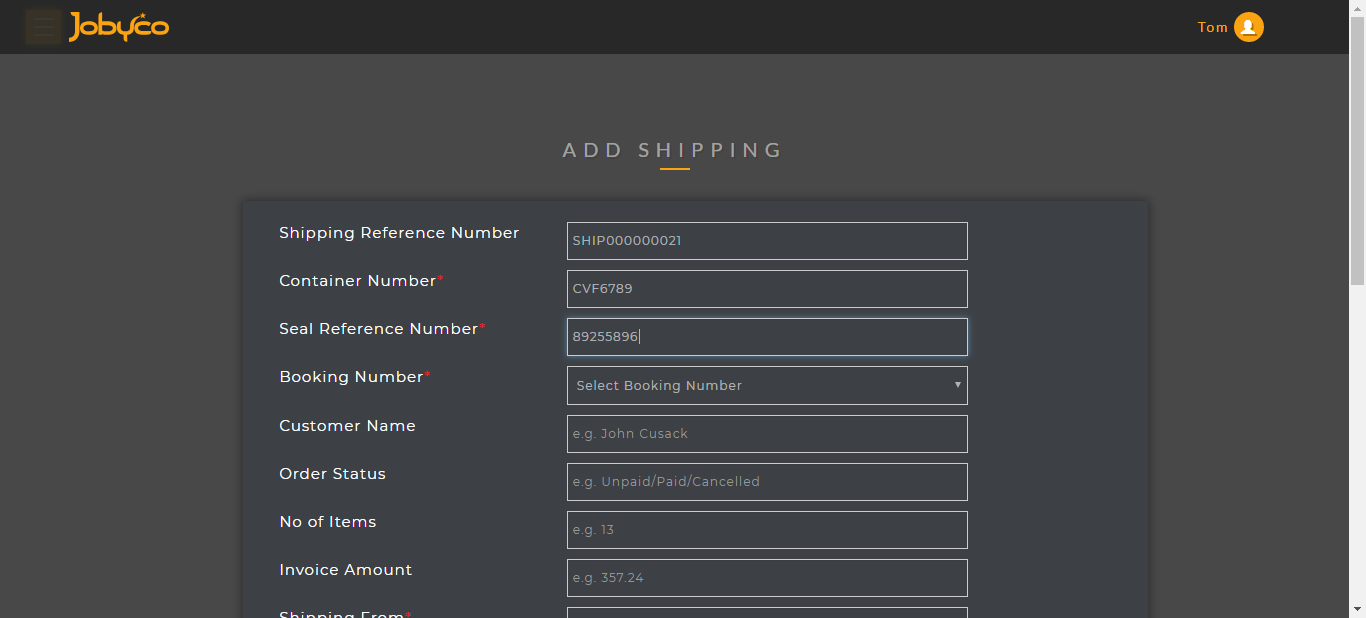 Jobyco
Tom
ADD SHIPPING
Shipping Reference Number
SHIP000000021
Container Number*
CVF6789
Seal Reference Number*
89255896
Booking Number*
Select Booking Number
Customer Name
e.g. John Cusack
Order Status
e.g. Unpaid/Paid/Cancelled
No of Items
e.g. 13
Invoice Amount
e.g. 357.24
Shipping From*